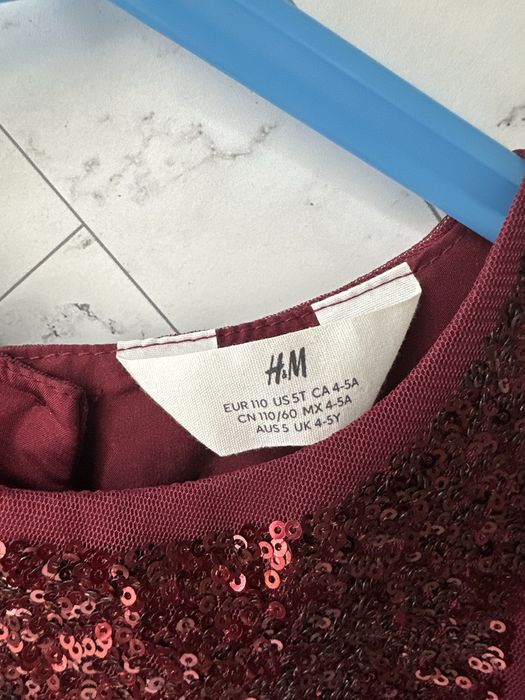 H&M
EUR 110 US 5T CA 4-5A
CN 110/60 MX 4-5A
AUS 5 UK 4-5Y